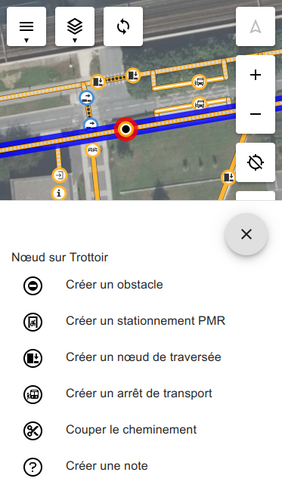 Nœud sur Trottoir
Créer un obstacle
Créer un stationnement PMR
Créer un nœud de traversée
Créer un arrêt de transport
Couper le cheminement
Créer une note